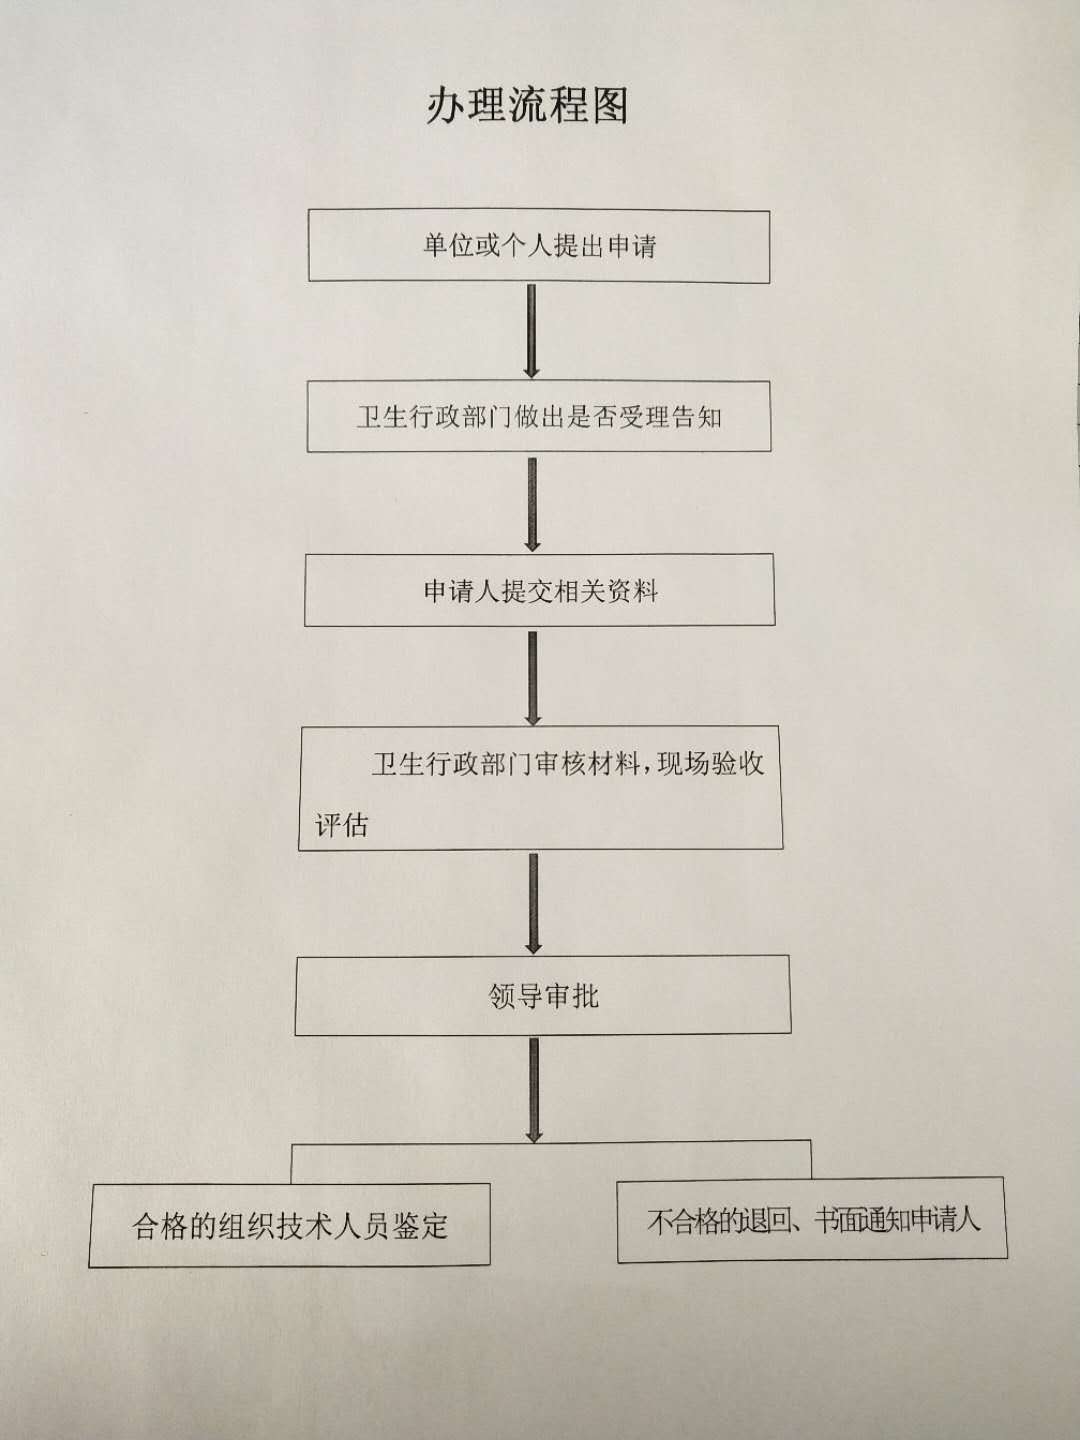 办理流程图
单位或个人提出申请
卫生行政部门做出是否受理告知
申请人提交相关资料
卫生行政部门审核材料，现场验收
评估
领导审批
合格的组织技术人员鉴定
不合格的退回、书面通知申请人